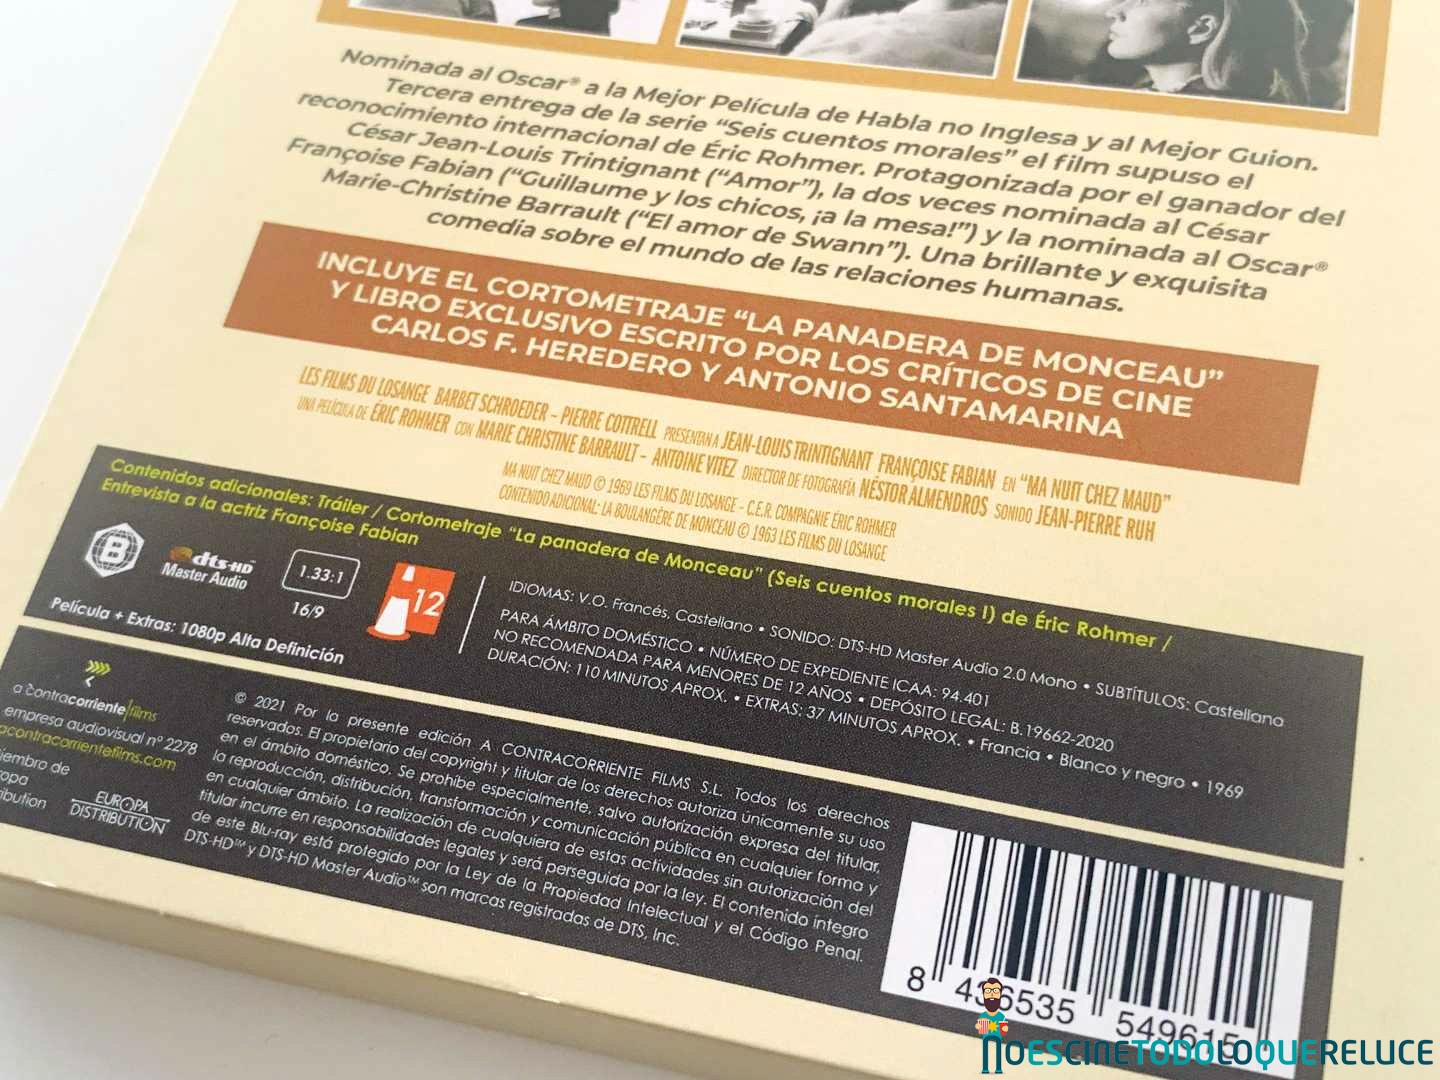 Nominada al Oscar® a la Mejor Película de Habla no Inglesa y al Mejor Guion.
Tercera entrega de la serie “Seis cuentos morales” el film supuso el
reconocimiento internacional de Éric Rohmer. Protagonizada por el ganador del
César Jean-Louis Trintignant (“Amor”), la dos veces nominada al César
Françoise Fabian (“Guillaume y los chicos, ¡a la mesa!”) y la nominada al Oscar®
Marie-Christine Barrault (“El amor de Swann”). Una brillante y exquisita
comedia sobre el mundo de las relaciones humanas.
INCLUYE EL CORTOMETRAJE “LA PANADERA DE MONCEAU”
Y LIBRO EXCLUSIVO ESCRITO POR LOS CRÍTICOS DE CINE
CARLOS F. HEREDERO Y ANTONIO SANTAMARINA
LES FILMS DU LOSANGE BARBET SCHROEDER - PIERRE COTTRELL PRESENTAN A JEAN-LOUIS TRINTIGNANT FRANÇOISE FABIAN EN “MA NUIT CHEZ MAUD”
UNA PELÍCULA DE ÉRIC ROHMER CON MARIE CHRISTINE BARRAULT - ANTOINE VITEZ DIRECTOR DE FOTOGRAFÍA NÉSTOR ALMENDROS SONIDO JEAN-PIERRE RUH
MA NUIT CHEZ MAUD © 1969 LES FILMS DU LOSANGE - C.E.R. COMPAGNIE ÉRIC ROHMER
CONTENIDO ADICIONAL: LA BOULANGÈRE DE MONCEAU © 1963 LES FILMS DU LOSANGE
Contenidos adicionales: Tráiler / Cortometraje “La panadera de Monceau” (Seis cuentos morales I) de Éric Rohmer /
Entrevista a la actriz Françoise Fabian
B
dts-HD
Master Audio
1.33:1
16/9
12
Película + Extras: 1080p Alta Definición
IDIOMAS: V.O. Francés, Castellano • SONIDO: DTS-HD Master Audio 2.0 Mono • SUBTÍTULOS: Castellano
PARA ÁMBITO DOMÉSTICO • NÚMERO DE EXPEDIENTE ICAA: 94.401
NO RECOMENDADA PARA MENORES DE 12 AÑOS • DEPÓSITO LEGAL: B.19662-2020
DURACIÓN: 110 MINUTOS APROX. • EXTRAS: 37 MINUTOS APROX. • Francia • Blanco y negro • 1969
a contracorriente films
empresa audiovisual nº 2278
acontracorrientefilms.com
EUROPA
DISTRIBUTION
© 2021 Por la presente edición A CONTRACORRIENTE FILMS S.L. Todos los derechos
reservados. El propietario del copyright y titular de los derechos autoriza únicamente su uso
en el ámbito doméstico. Se prohíbe especialmente, salvo autorización expresa del titular,
la reproducción, distribución, transformación y comunicación pública en cualquier forma y
en cualquier ámbito. La realización de cualquiera de estas actividades sin autorización del
titular incurre en responsabilidades legales y será perseguida por la ley. El contenido íntegro
de este Blu-ray está protegido por la Ley de la Propiedad Intelectual y el Código Penal.
DTS-HD™ y DTS-HD Master Audio™ son marcas registradas de DTS, Inc.
8 436535 549615
NOESCINETODOLOQUERELUCE